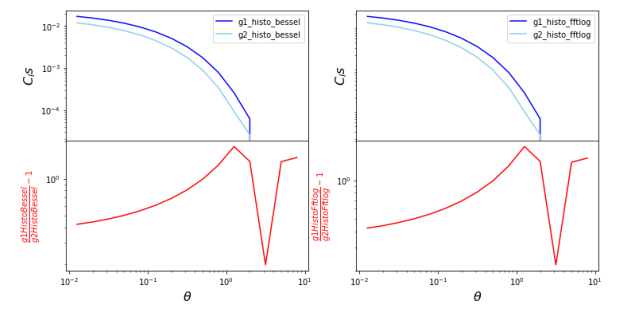 g1_histo_bessel
g2_histo_bessel
10⁻²
10⁻³
10⁻⁴
Cₗs
10⁰
g1HistoBessel
g2HistoBessel − 1
10⁻² 10⁻¹ 10⁰ 10¹
θ
g1_histo_fftlog
g2_histo_fftlog
Cₗs
10⁰
g1HistoFftlog
g2HistoFftlog − 1
10⁻² 10⁻¹ 10⁰ 10¹
θ